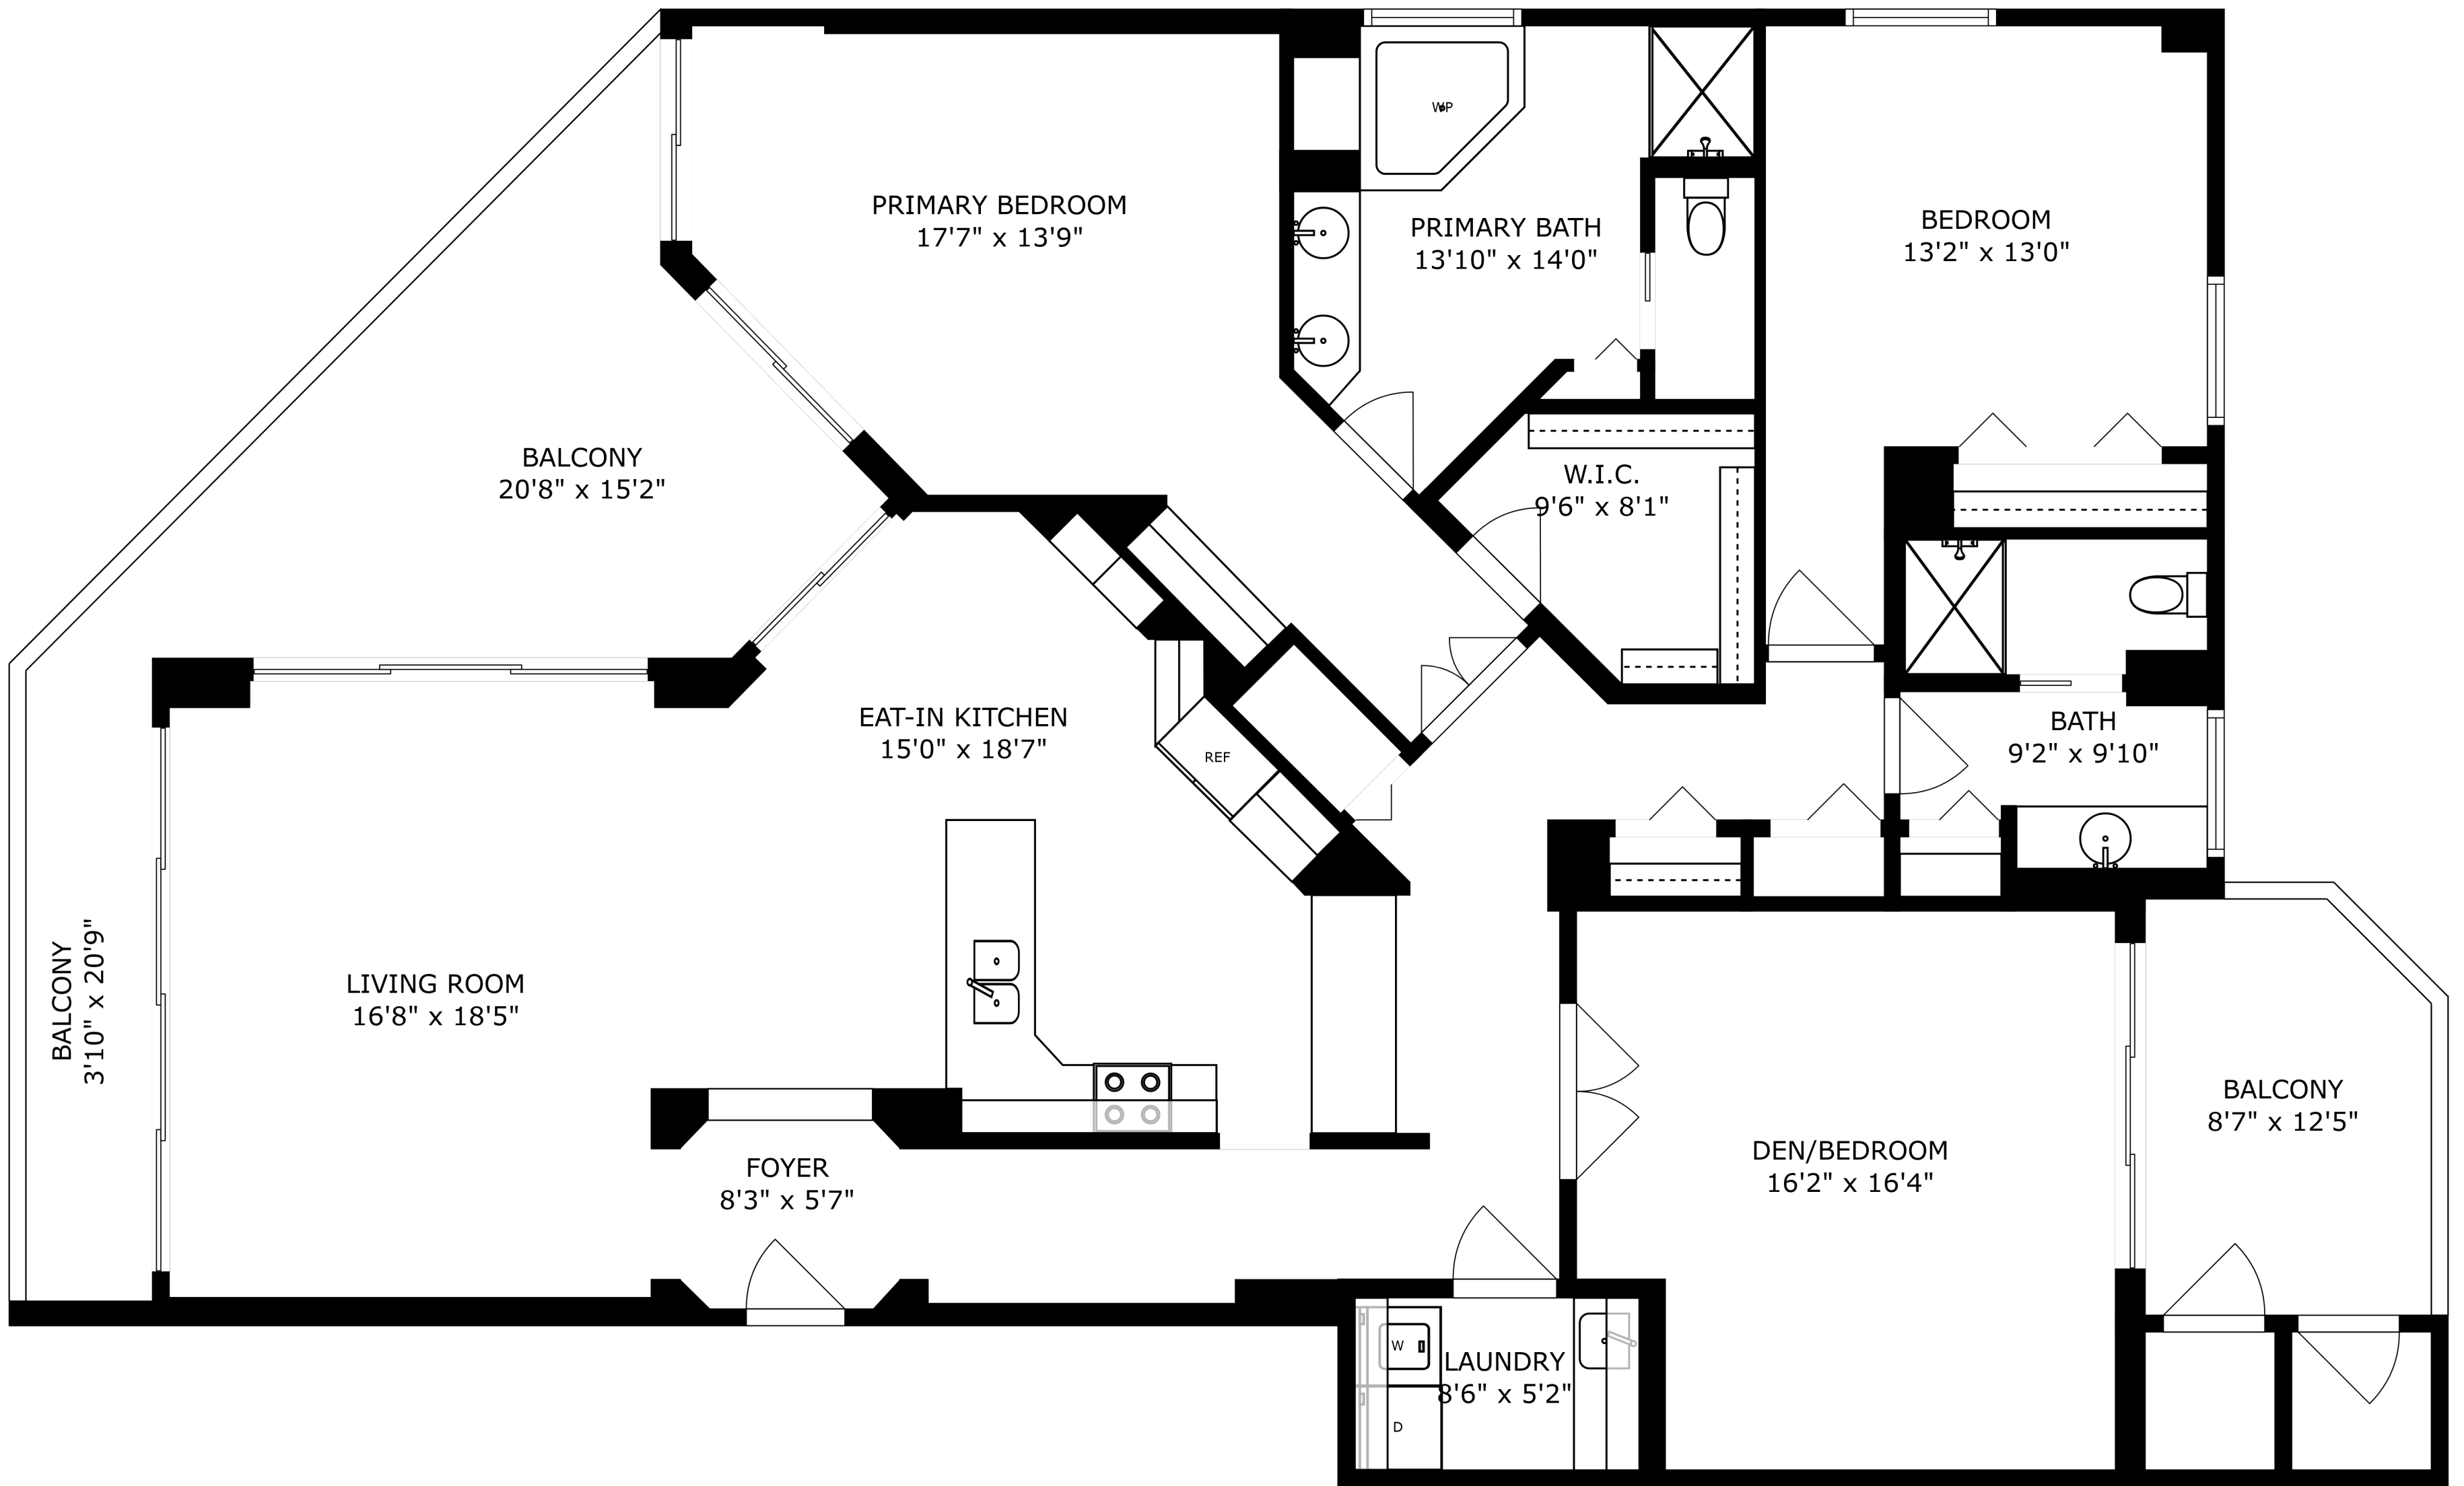 WP
PRIMARY BEDROOM
17'7" x 13'9"
PRIMARY BATH
13'10" x 14'0"
BEDROOM
13'2" x 13'0"
BALCONY
20'8" x 15'2"
W.I.C.
9'6" x 8'1"
EAT-IN KITCHEN
15'0" x 18'7"
REF
BATH
9'2" x 9'10"
BALCONY
3'10" x 20'9"
LIVING ROOM
16'8" x 18'5"
BALCONY
8'7" x 12'5"
DEN/BEDROOM
16'2" x 16'4"
FOYER
8'3" x 5'7"
W
LAUNDRY
8'6" x 5'2"
D